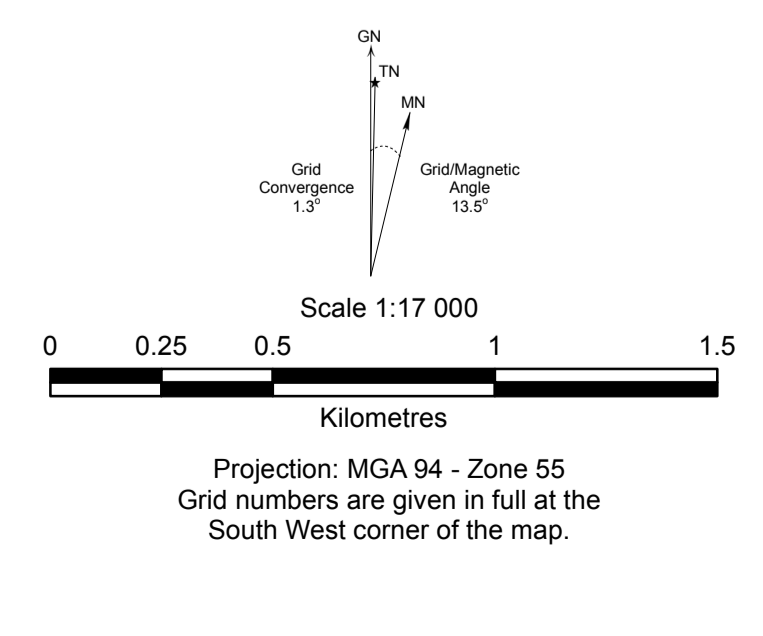 GN
TN
MN
Grid
Convergence
1.3°
Grid/Magnetic
Angle
13.5°
Scale 1:17 000
0 0.25 0.5 1 1.5
Kilometres
Projection: MGA 94 - Zone 55
Grid numbers are given in full at the
South West corner of the map.